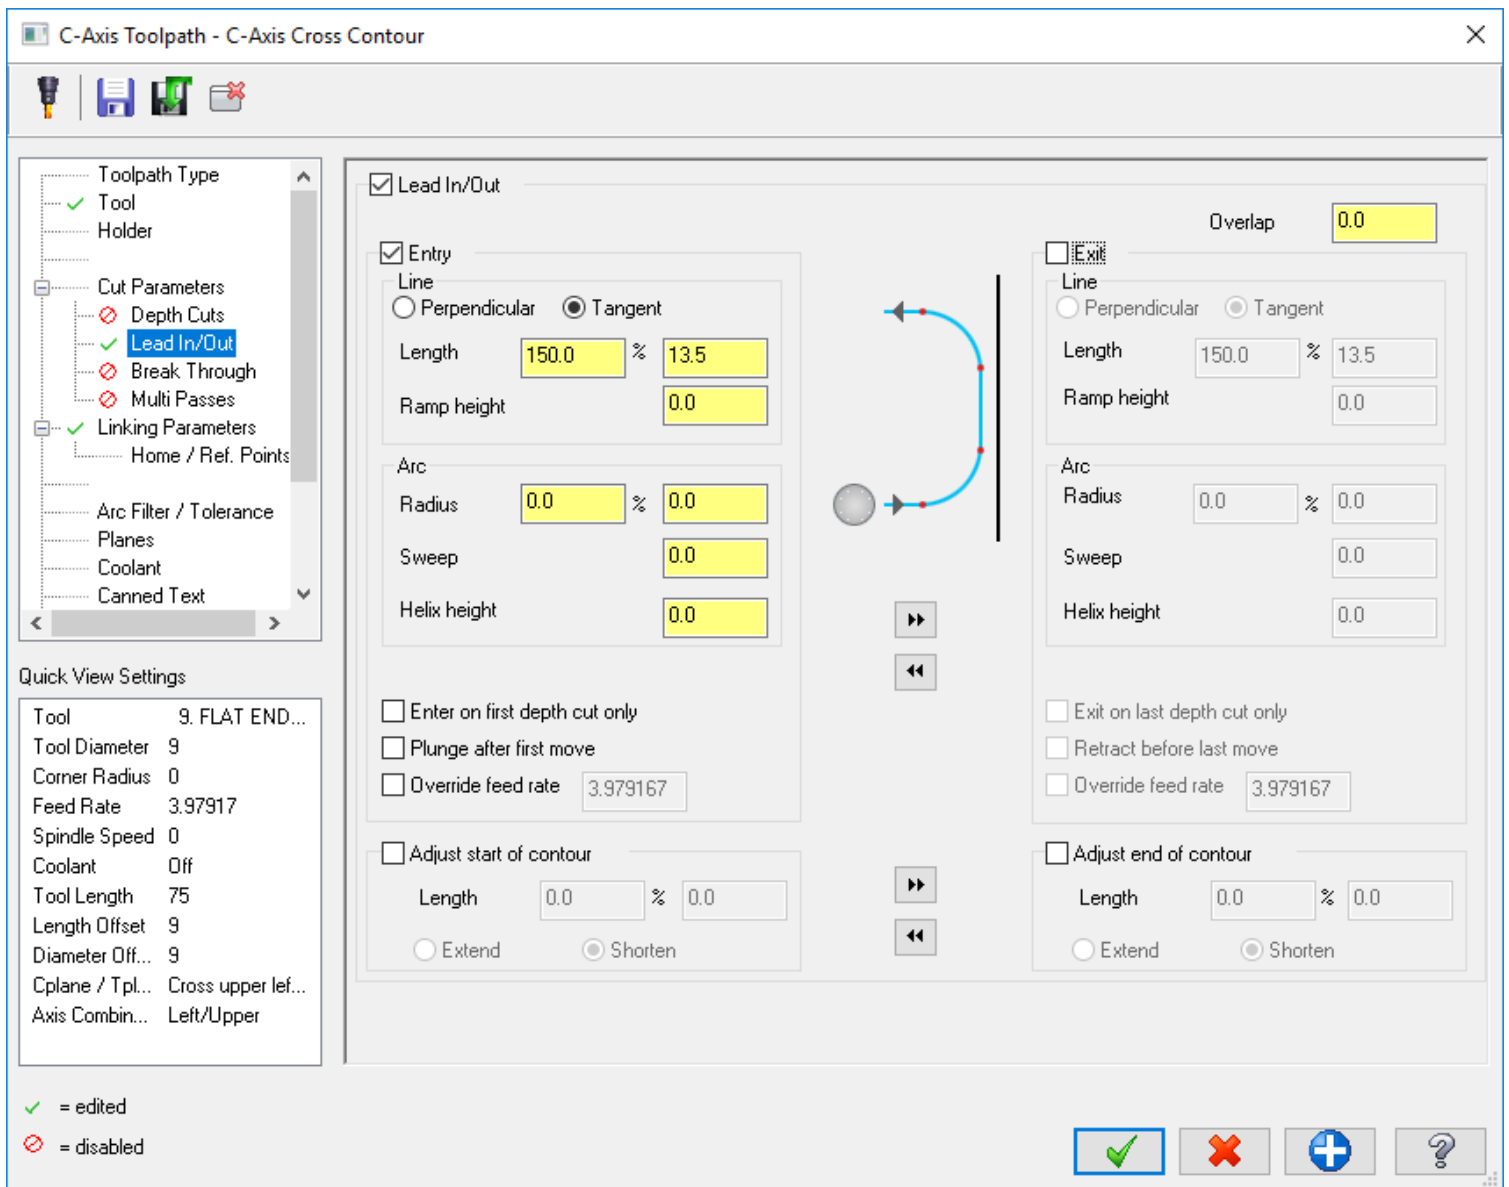 C-Axis Toolpath - C-Axis Cross Contour
Toolpath Type
Tool
Holder
Cut Parameters
Depth Cuts
Lead In/Out
Break Through
Multi Passes
Linking Parameters
Home / Ref. Points
Arc Filter / Tolerance
Planes
Coolant
Canned Text
Quick View Settings
Tool 9. FLAT END...
Tool Diameter 9
Corner Radius 0
Feed Rate 3.97917
Spindle Speed 0
Coolant Off
Tool Length 75
Length Offset 9
Diameter Off... 9
Cplane / Tpl... Cross upper lef...
Axis Combin... Left/Upper
= edited
= disabled
Lead In/Out
Overlap 0.0
Entry
Line
Perpendicular Tangent
Length 150.0 % 13.5
Ramp height 0.0
Arc
Radius 0.0 % 0.0
Sweep 0.0
Helix height 0.0
Enter on first depth cut only
Plunge after first move
Override feed rate 3.979167
Adjust start of contour
Length 0.0 % 0.0
Extend Shorten
Exit
Line
Perpendicular Tangent
Length 150.0 % 13.5
Ramp height 0.0
Arc
Radius 0.0 % 0.0
Sweep 0.0
Helix height 0.0
Exit on last depth cut only
Retract before last move
Override feed rate 3.979167
Adjust end of contour
Length 0.0 % 0.0
Extend Shorten